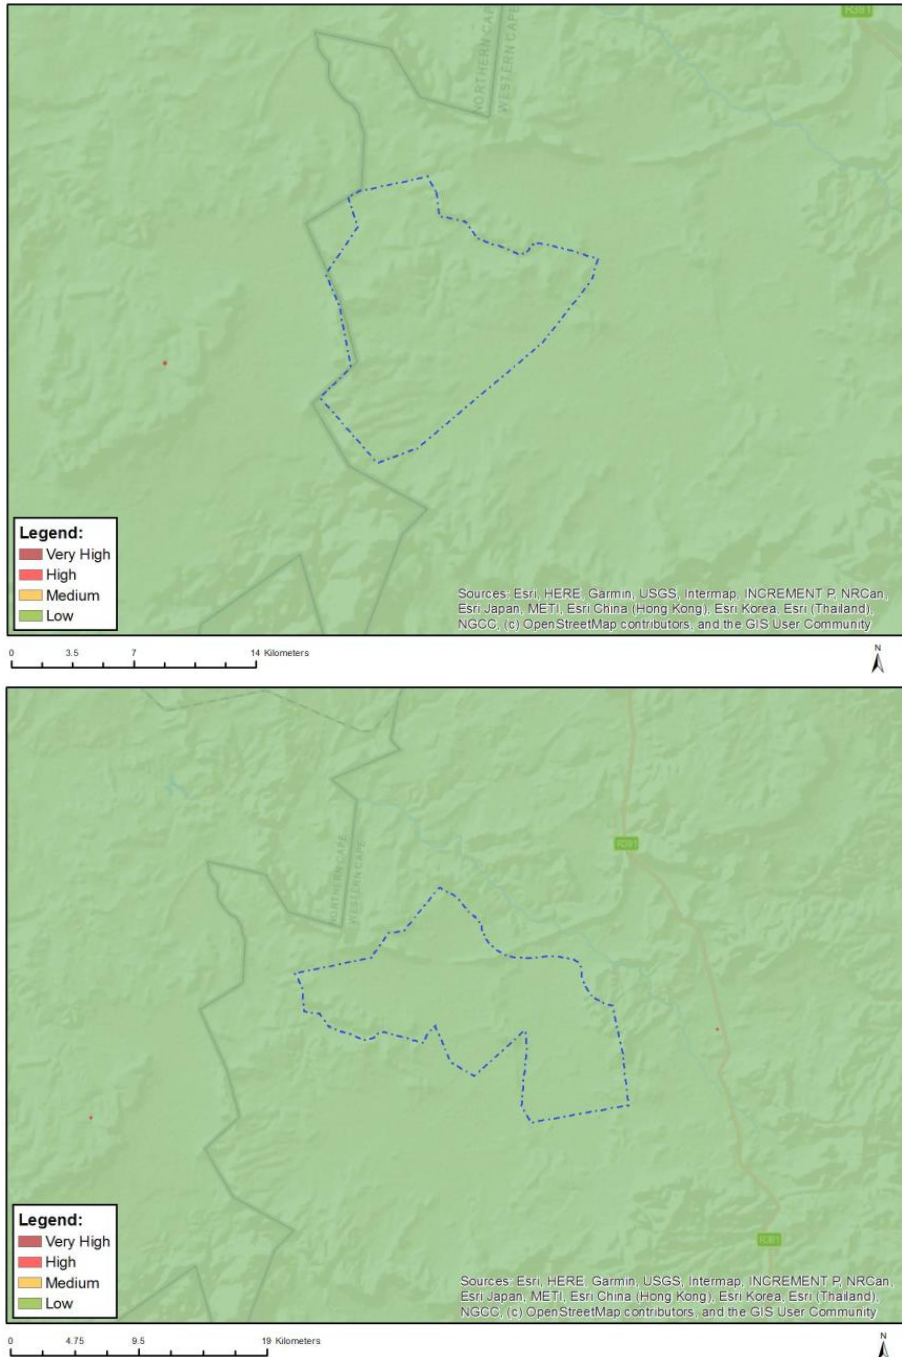 R381
NORTHERN CAPE
WESTERN CAPE
Legend:
Very High
High
Medium
Low
Sources: Esri, HERE, Garmin, USGS, Intermap, INCREMENT P, NRCan,
Esri Japan, METI, Esri China (Hong Kong), Esri Korea, Esri (Thailand),
NGCC, (c) OpenStreetMap contributors, and the GIS User Community
0 3.5 7 14 Kilometers
N
R381
NORTHERN CAPE
WESTERN CAPE
R381
Legend:
Very High
High
Medium
Low
Sources: Esri, HERE, Garmin, USGS, Intermap, INCREMENT P, NRCan,
Esri Japan, METI, Esri China (Hong Kong), Esri Korea, Esri (Thailand),
NGCC, (c) OpenStreetMap contributors, and the GIS User Community
0 4.75 9.5 19 Kilometers
N